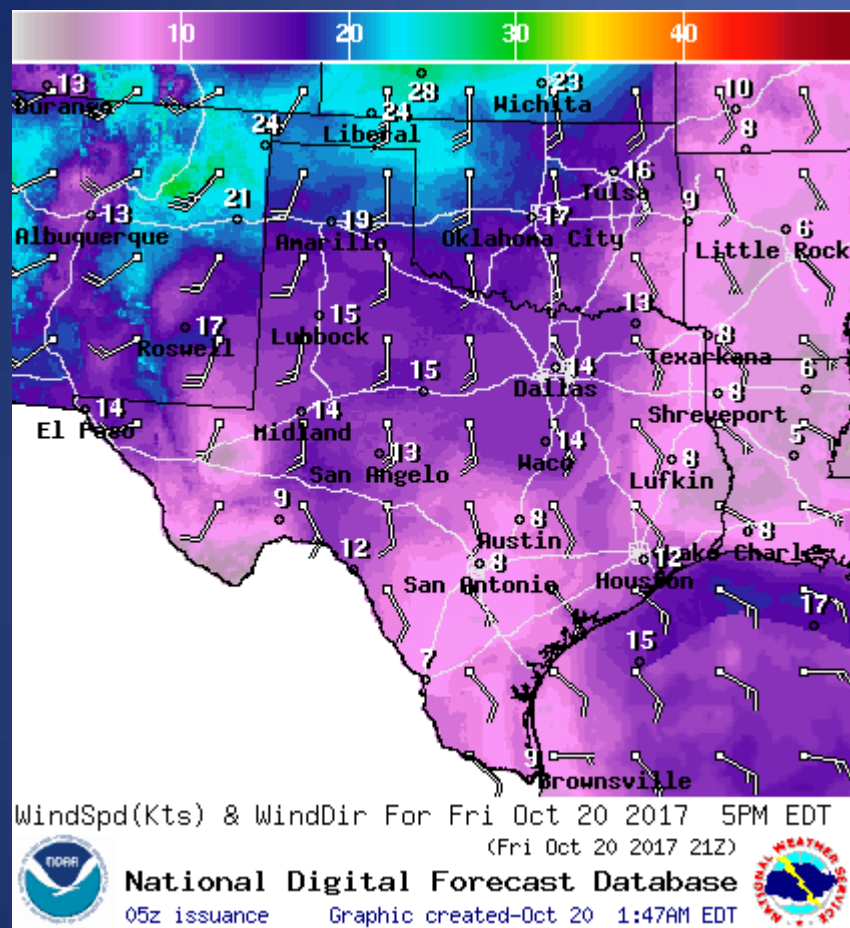 10 20 30 40
13 28 23 10
Durango Wichita
24 24 8
Liberal
16
Tulsa
13 21 19 17 9 6
Albuquerque Amarillo Oklahoma City Little Rock
17 15 13 8
Roswell Lubbock Texarkana
15 14 6
Dallas
14 14 8
El Paso Midland Shreveport
13 14 8 5
San Angelo Waco Lufkin
9 8 8
Austin Lake Charles
12 8 12
San Antonio Houston
17
15
7
9
Brownsville
WindSpd(Kts) & WindDir For Fri Oct 20 2017 5PM EDT
(Fri Oct 20 2017 21Z)
NOAA
National Digital Forecast Database
05z issuance Graphic created-Oct 20 1:47AM EDT
NATIONAL WEATHER SERVICE